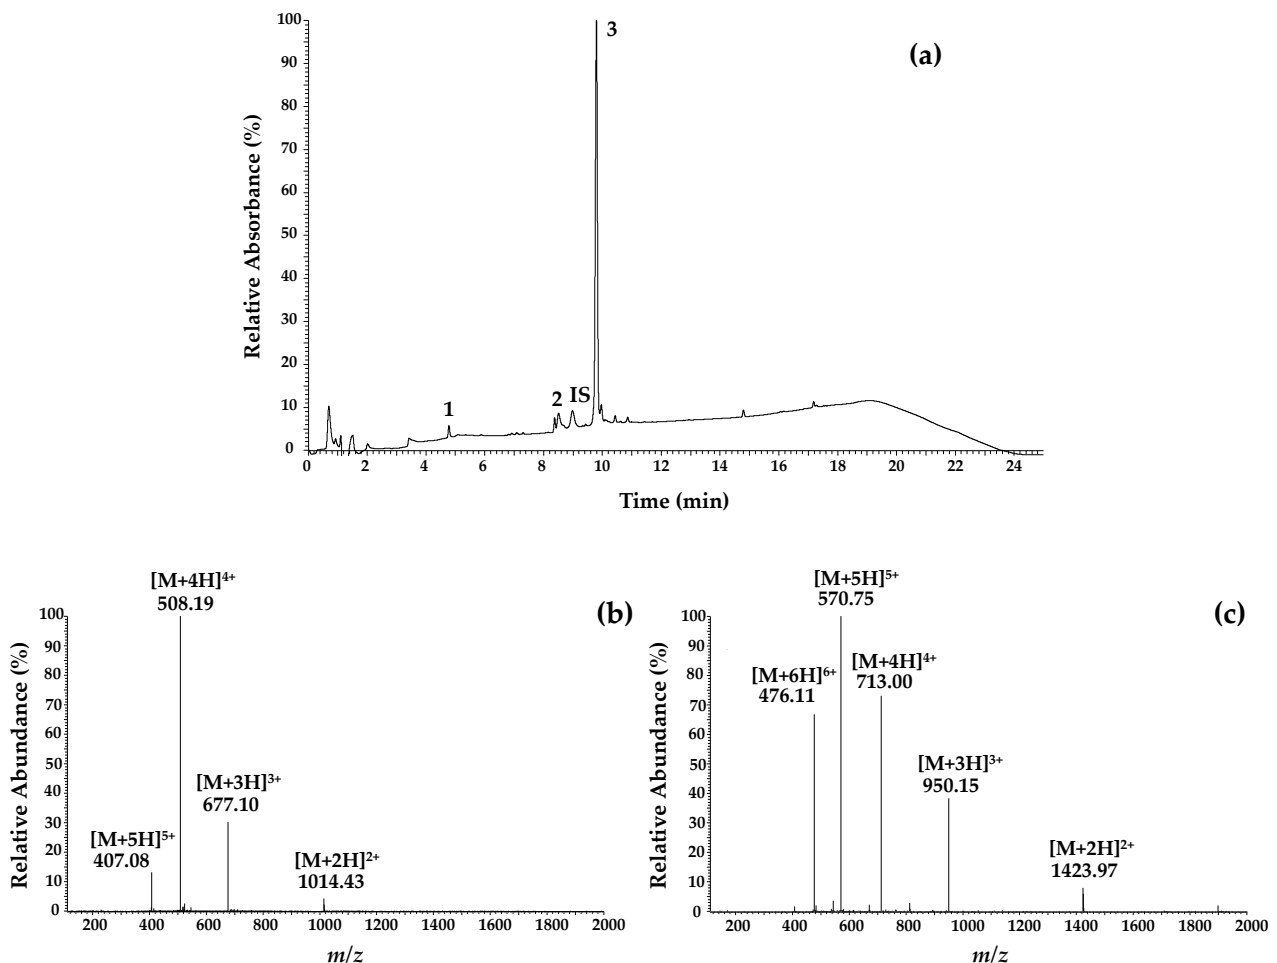 (a)
Relative Absorbance (%)
100
90
80
70
60
50
40
30
20
10
0
3
1
2
IS
0 2 4 6 8 10 12 14 16 18 20 22 24
Time (min)
(b)
Relative Abundance (%)
100
90
80
70
60
50
40
30
20
10
0
[M+4H]4+
508.19
[M+3H]3+
677.10
[M+5H]5+
407.08
[M+2H]2+
1014.43
200 400 600 800 1000 1200 1400 1600 1800 2000
m/z
(c)
Relative Abundance (%)
100
90
80
70
60
50
40
30
20
10
0
[M+5H]5+
570.75
[M+6H]6+
476.11
[M+4H]4+
713.00
[M+3H]3+
950.15
[M+2H]2+
1423.97
200 400 600 800 1000 1200 1400 1600 1800 2000
m/z